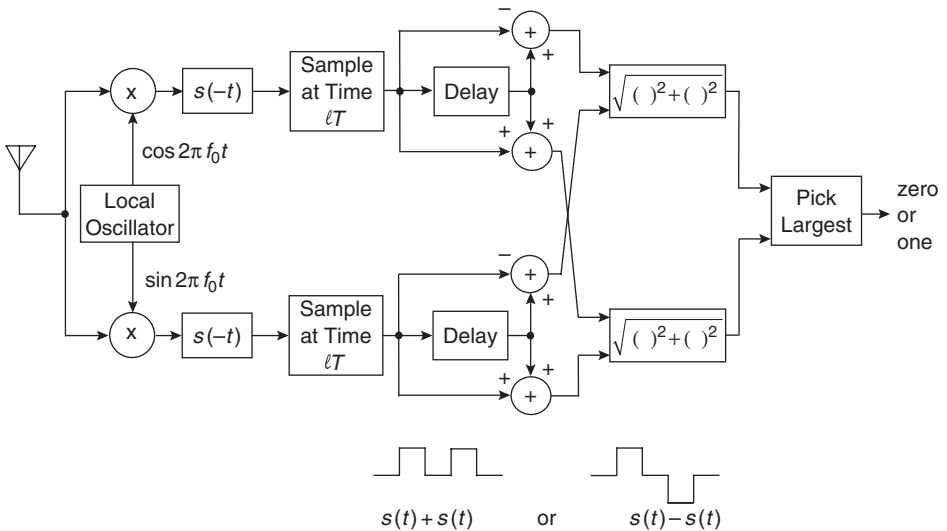 − + +
x s(−t) Sample at Time ℓT Delay √( )² + ( )²
+ + +
cos 2π f₀t
Local Oscillator
Pick Largest
zero or one
sin 2π f₀t
− + +
x s(−t) Sample at Time ℓT Delay √( )² + ( )²
+ + +
s(t) + s(t) or s(t) − s(t)